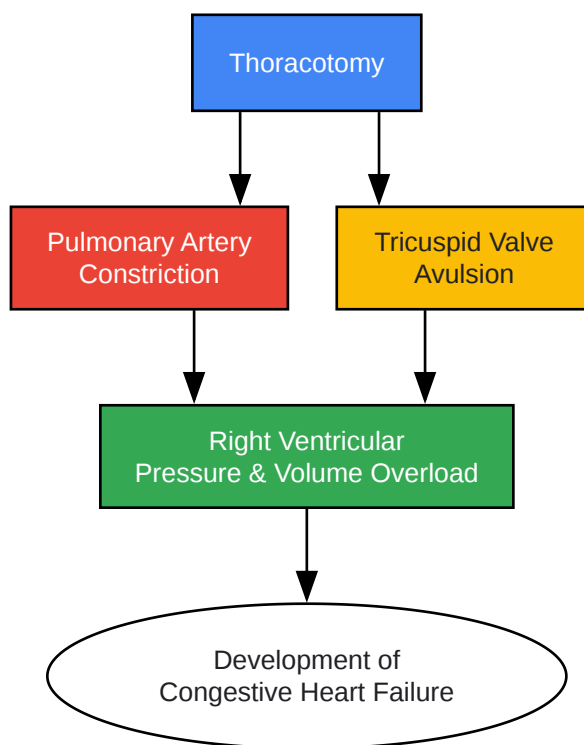 Thoracotomy
Pulmonary Artery
Constriction
Tricuspid Valve
Avulsion
Right Ventricular
Pressure & Volume Overload
Development of
Congestive Heart Failure